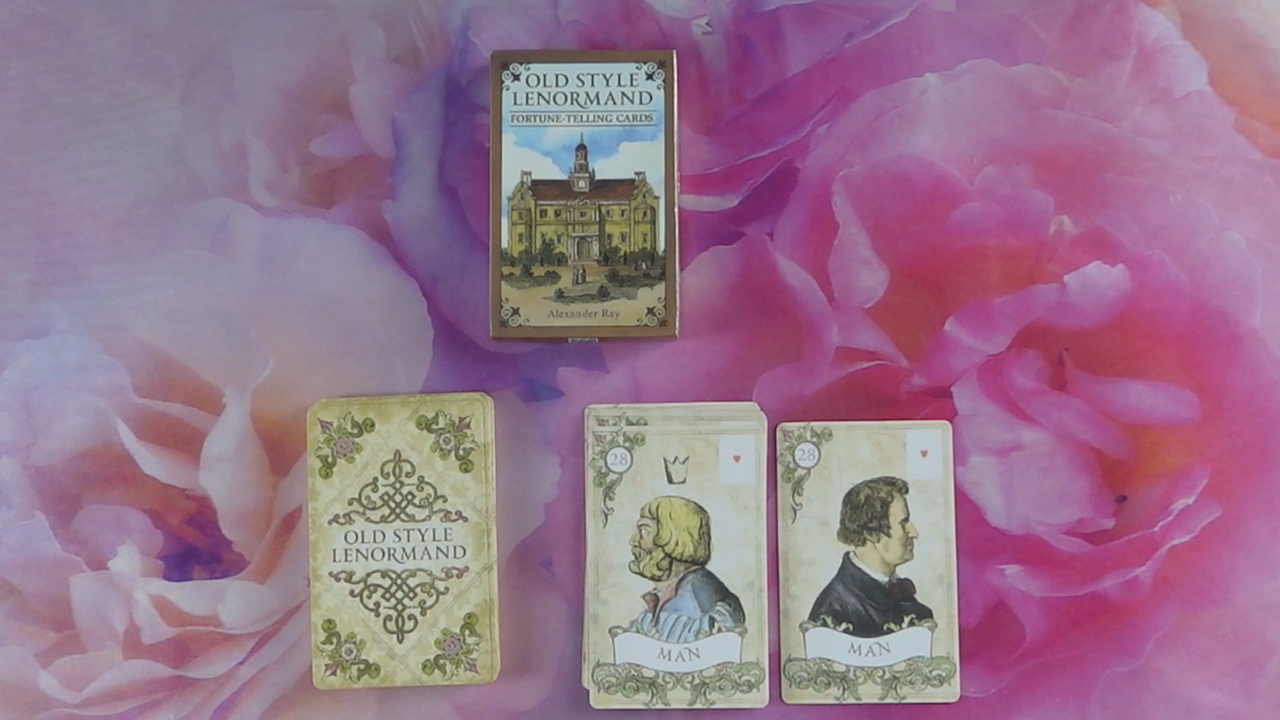 OLD STYLE
LENORMAND
FORTUNE-TELLING CARDS
Alexander Ray
OLD STYLE
LENORMAND
28
MAN
28
MAN